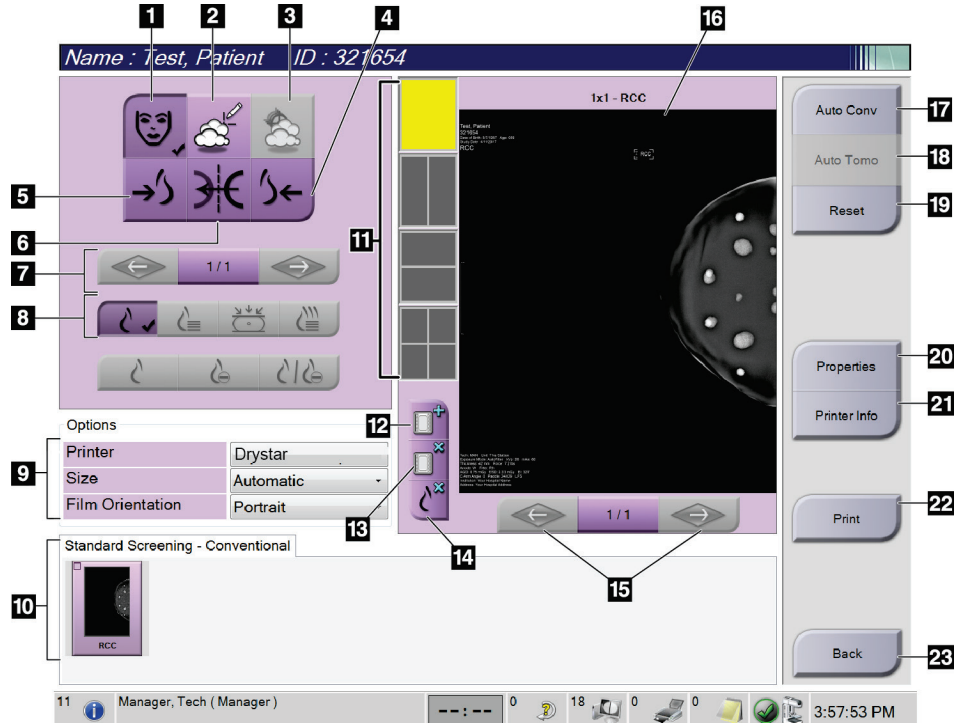 1 2 3 4
Name : Test, Patient ID : 321654
5
6
7
8
9
10
11
12
13
14
15
16
17
18
19
20
21
22
23
1/1
Options
Printer Drystar
Size Automatic
Film Orientation Portrait
Standard Screening - Conventional
RCC
1x1 - RCC
Test, Patient
321654
RCC
RCC
1/1
Auto Conv
Auto Tomo
Reset
Properties
Printer Info
Print
Back
11 Manager, Tech ( Manager ) --:-- 0 18 0 0 3:57:53 PM